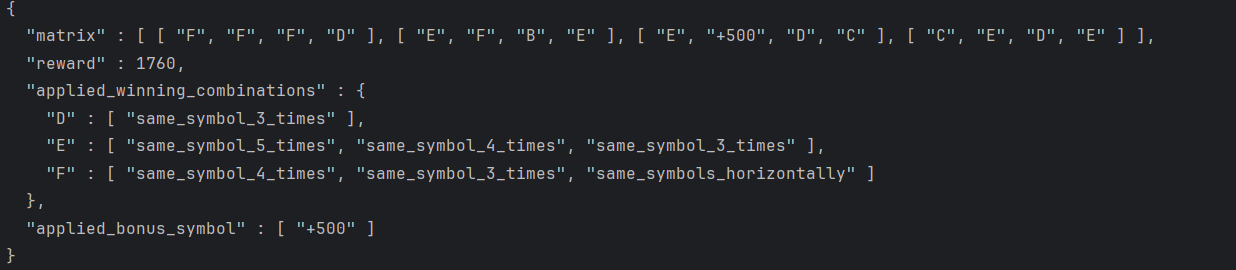 {
  "matrix" : [ [ "F", "F", "F", "D" ], [ "E", "F", "B", "E" ], [ "E", "+500", "D", "C" ], [ "C", "E", "D", "E" ] ],
  "reward" : 1760,
  "applied_winning_combinations" : {
    "D" : [ "same_symbol_3_times" ],
    "E" : [ "same_symbol_5_times", "same_symbol_4_times", "same_symbol_3_times" ],
    "F" : [ "same_symbol_4_times", "same_symbol_3_times", "same_symbols_horizontally" ]
  },
  "applied_bonus_symbol" : [ "+500" ]
}